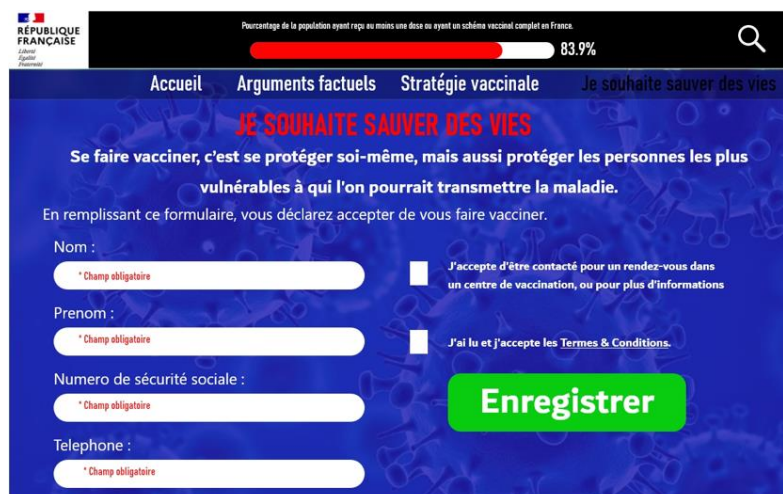 RÉPUBLIQUE
FRANÇAISE
Liberté
Égalité
Fraternité
Pourcentage de la population ayant reçu au moins une dose ou ayant un schéma vaccinal complet en France.
83.9%
Accueil Arguments factuels Stratégie vaccinale Je souhaite sauver des vies
JE SOUHAITE SAUVER DES VIES
Se faire vacciner, c'est se protéger soi-même, mais aussi protéger les personnes les plus
vulnérables à qui l'on pourrait transmettre la maladie.
En remplissant ce formulaire, vous déclarez accepter de vous faire vacciner.
Nom :
* Champ obligatoire
Prenom :
* Champ obligatoire
Numero de sécurité sociale :
* Champ obligatoire
Telephone :
* Champ obligatoire
J'accepte d'être contacté pour un rendez-vous dans
un centre de vaccination, ou pour plus d'informations
J'ai lu et j'accepte les Termes & Conditions.
Enregistrer